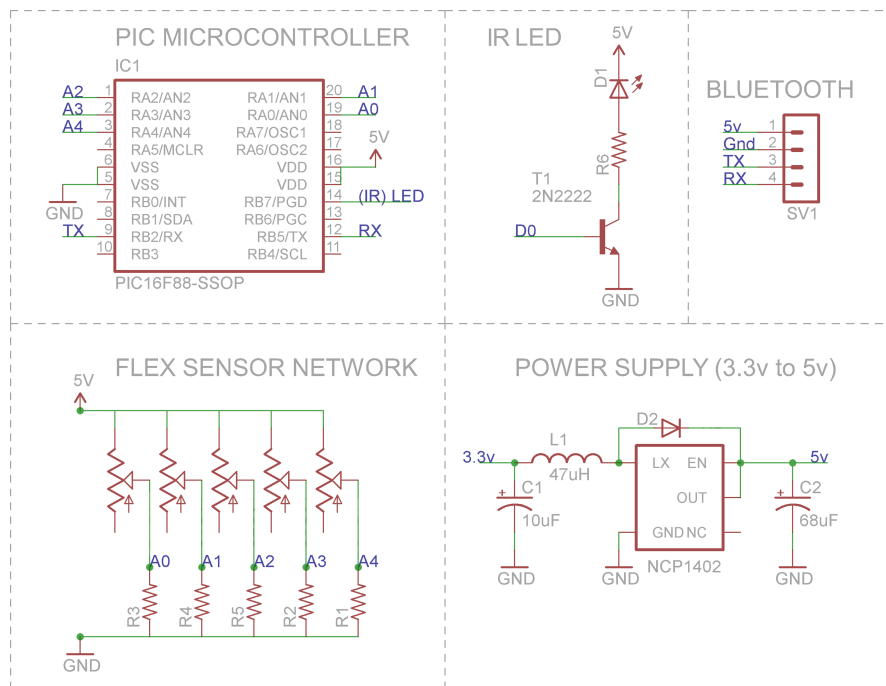 PIC MICROCONTROLLER
IC1
A2 1 RA2/AN2 RA1/AN1 20 A1
A3 2 RA3/AN3 RA0/AN0 19 A0
A4 3 RA4/AN4 RA7/OSC1 18
4 RA5/MCLR RA6/OSC2 17
5V
6 VSS VDD 16
5 VSS VDD 15
GND
7 RB0/INT RB7/PGD 14 (IR) LED
8 RB1/SDA RB6/PGC 13
TX 9 RB2/RX RB5/TX 12 RX
10 RB3 RB4/SCL 11
PIC16F88-SSOP
IR LED
5V
D1
R6
T1
2N2222
D0
GND
BLUETOOTH
5v 1
Gnd 2
TX 3
RX 4
SV1
FLEX SENSOR NETWORK
5V
A0 A1 A2 A3 A4
R3 R4 R5 R2 R1
GND
POWER SUPPLY (3.3v to 5v)
D2
L1
3.3v 5v
47uH
LX EN
OUT
GND NC
NCP1402
C1
10uF
C2
68uF
GND GND GND